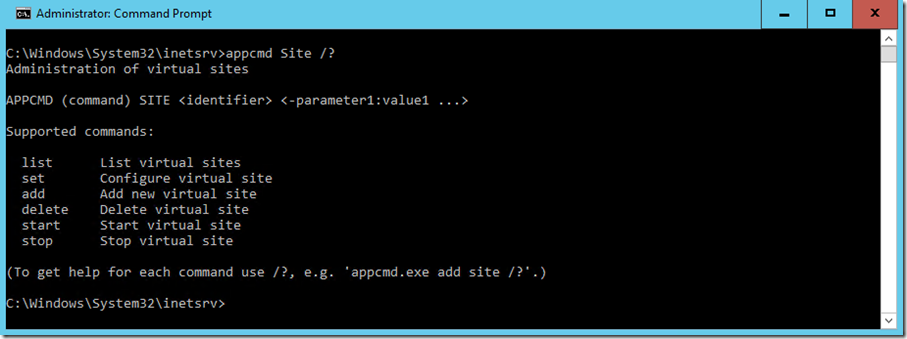 Administrator: Command Prompt
C:\Windows\System32\inetsrv>appcmd Site /?
Administration of virtual sites
APPCMD (command) SITE <identifier> <-parameter1:value1 ...>
Supported commands:
list List virtual sites
set Configure virtual site
add Add new virtual site
delete Delete virtual site
start Start virtual site
stop Stop virtual site
(To get help for each command use /?, e.g. 'appcmd.exe add site /?'.)
C:\Windows\System32\inetsrv>